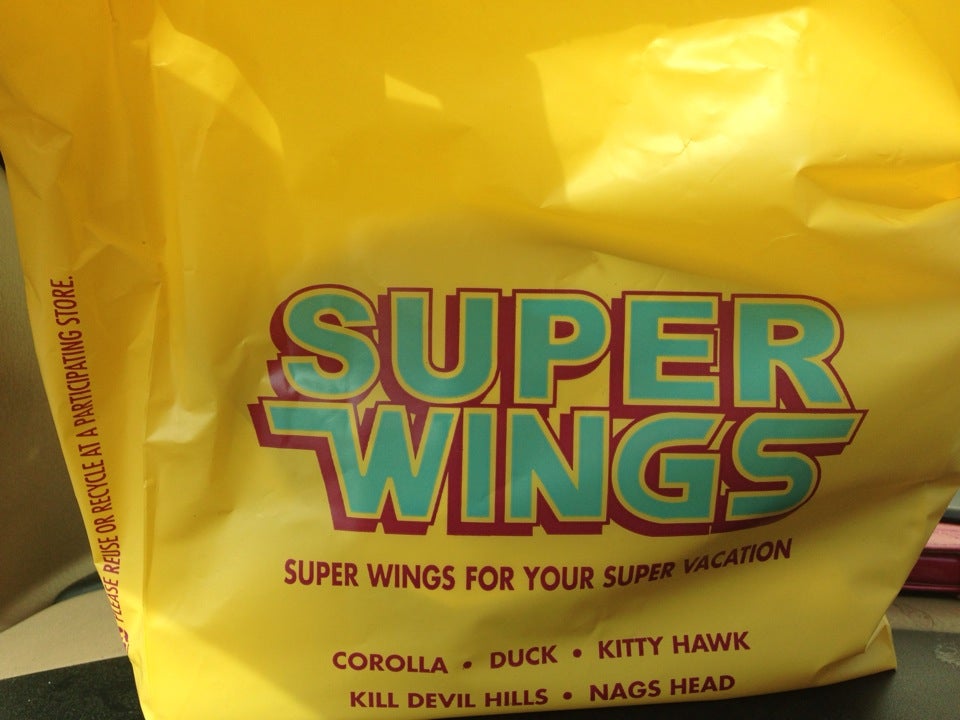 SUPER
WINGS
SUPER WINGS FOR YOUR SUPER VACATION
COROLLA • DUCK • KITTY HAWK
KILL DEVIL HILLS • NAGS HEAD
PLEASE REUSE OR RECYCLE AT A PARTICIPATING STORE.